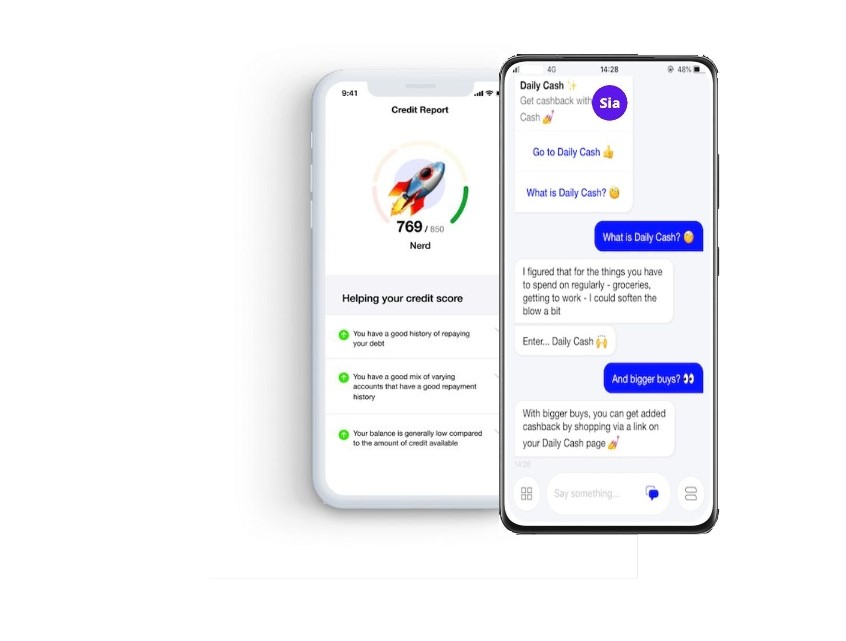 9:41
Credit Report
769 / 850
Nerd
Helping your credit score
You have a good history of repaying
your debt
You have a good mix of varying
accounts that have a good repayment
history
Your balance is generally low compared
to the amount of credit available
4G 14:28 48%
Daily Cash ✨
Get cashback with
Cash 💅
Sia
Go to Daily Cash 👍
What is Daily Cash? 🧐
What is Daily Cash? 🧐
I figured that for the things you have
to spend on regularly - groceries,
getting to work - I could soften the
blow a bit
Enter... Daily Cash 🙌
And bigger buys? 👀
With bigger buys, you can get added
cashback by shopping via a link on
your Daily Cash page 💅
14:28
Say something...